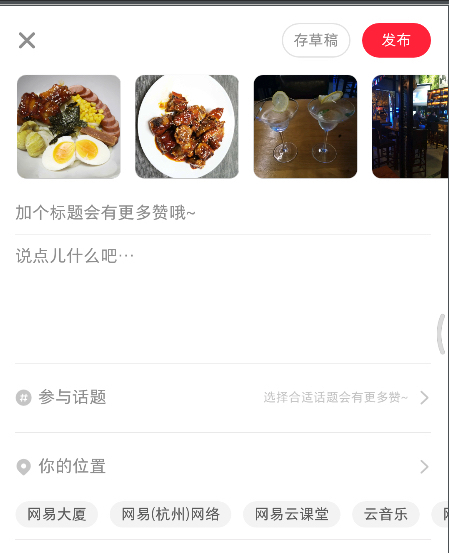 存草稿 发布
加个标题会有更多赞哦~
说点儿什么吧…
参与话题 选择合适话题会有更多赞~
你的位置
网易大厦 网易(杭州)网络 网易云课堂 云音乐